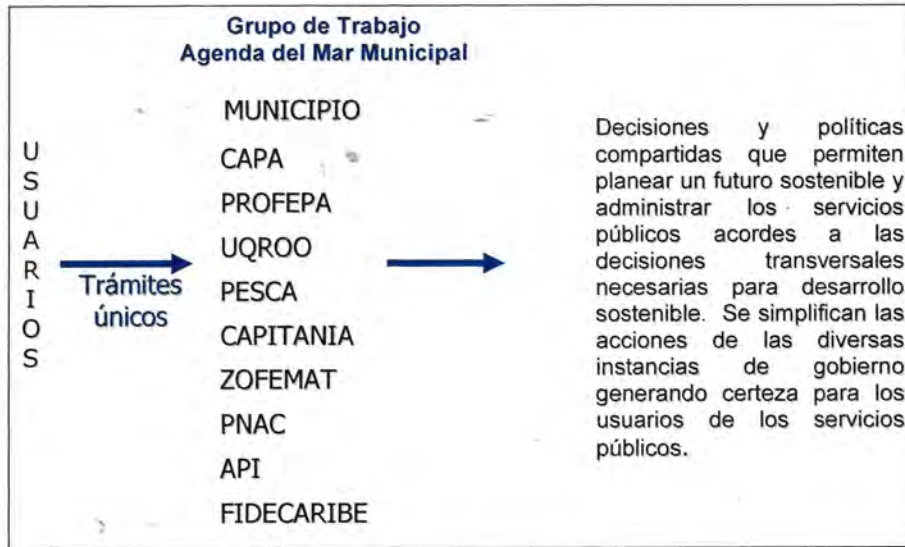 Grupo de Trabajo
Agenda del Mar Municipal
USUARIOS
Trámites
únicos
MUNICIPIO
CAPA
PROFEPA
UQROO
PESCA
CAPITANIA
ZOFEMAT
PNAC
API
FIDECARIBE
Decisiones y políticas
compartidas que permiten
planear un futuro sostenible y
administrar los servicios
públicos acordes a las
decisiones transversales
necesarias para desarrollo
sostenible. Se simplifican las
acciones de las diversas
instancias de gobierno
generando certeza para los
usuarios de los servicios
públicos.